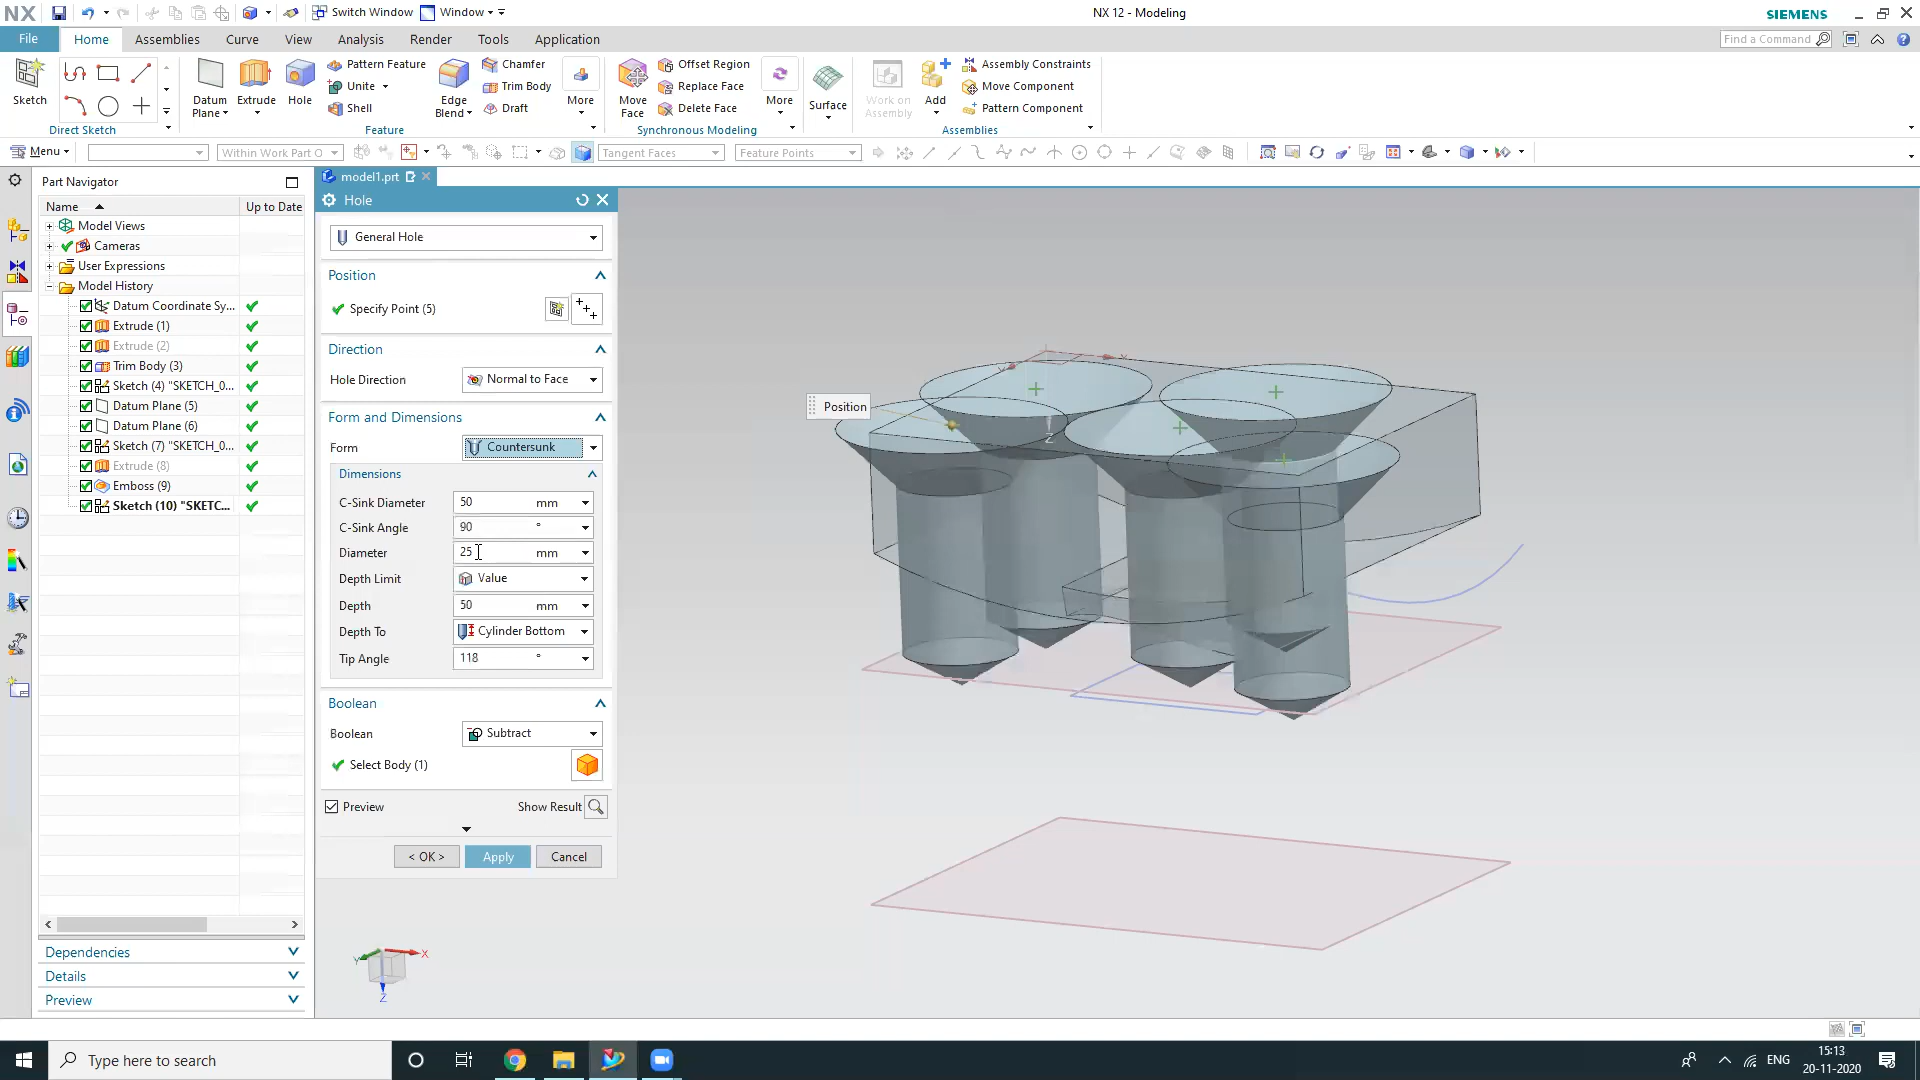 NX
Switch Window
Window
NX 12 - Modeling
SIEMENS
File
Home
Assemblies
Curve
View
Analysis
Render
Tools
Application
Find a Command
Sketch
Direct Sketch
Datum Plane
Extrude
Hole
Pattern Feature
Unite
Shell
Edge Blend
Chamfer
Trim Body
Draft
More
Feature
Move Face
Offset Region
Replace Face
Delete Face
More
Synchronous Modeling
Surface
Work on Assembly
Add
Assembly Constraints
Move Component
Pattern Component
Assemblies
Menu
Within Work Part O
Tangent Faces
Feature Points
Part Navigator
Name
Up to Date
Model Views
Cameras
User Expressions
Model History
Datum Coordinate Sy...
Extrude (1)
Extrude (2)
Trim Body (3)
Sketch (4) "SKETCH_0...
Datum Plane (5)
Datum Plane (6)
Sketch (7) "SKETCH_0...
Extrude (8)
Emboss (9)
Sketch (10) "SKETC...
Dependencies
Details
Preview
model1.prt
Hole
General Hole
Position
Specify Point (5)
Direction
Hole Direction
Normal to Face
Form and Dimensions
Form
Countersunk
Dimensions
C-Sink Diameter 50 mm
C-Sink Angle 90 °
Diameter 25 mm
Depth Limit Value
Depth 50 mm
Depth To Cylinder Bottom
Tip Angle 118 °
Boolean
Boolean Subtract
Select Body (1)
Preview
Show Result
< OK >
Apply
Cancel
Position
X
Z
Y
X
Z
Type here to search
ENG
15:13
20-11-2020